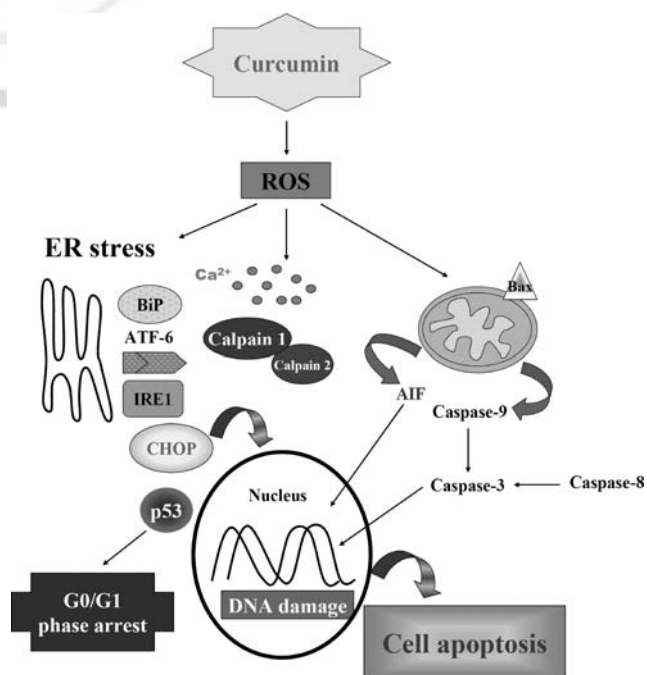 Curcumin
ROS
ER stress
Ca²⁺
Bax
BiP
ATF-6
Calpain 1
Calpain 2
IRE1
AIF
Caspase-9
CHOP
Caspase-3
Caspase-8
Nucleus
p53
DNA damage
G0/G1
phase arrest
Cell apoptosis